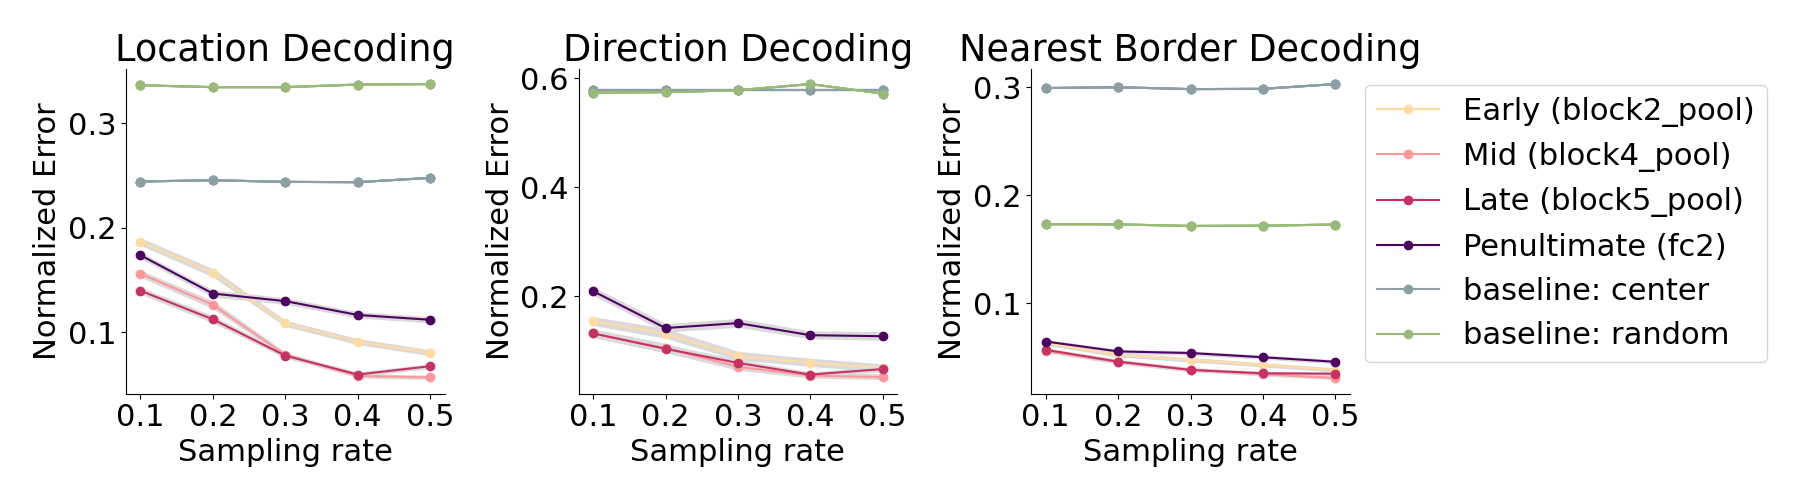 Location Decoding
Normalized Error
0.3
0.2
0.1
0.1 0.2 0.3 0.4 0.5
Sampling rate
Direction Decoding
Normalized Error
0.6
0.4
0.2
0.1 0.2 0.3 0.4 0.5
Sampling rate
Nearest Border Decoding
Normalized Error
0.3
0.2
0.1
0.1 0.2 0.3 0.4 0.5
Sampling rate
Early (block2_pool)
Mid (block4_pool)
Late (block5_pool)
Penultimate (fc2)
baseline: center
baseline: random